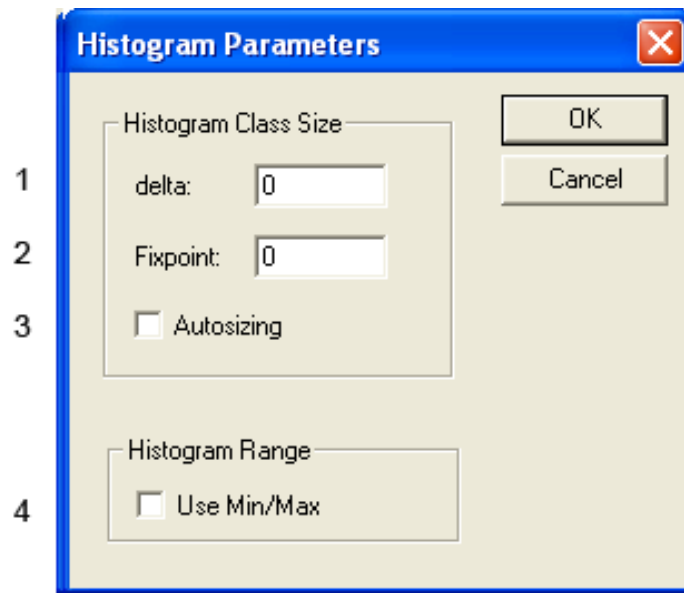 Histogram Parameters
Histogram Class Size
OK
1 delta: 0
Cancel
2 Fixpoint: 0
3 Autosizing
Histogram Range
4 Use Min/Max